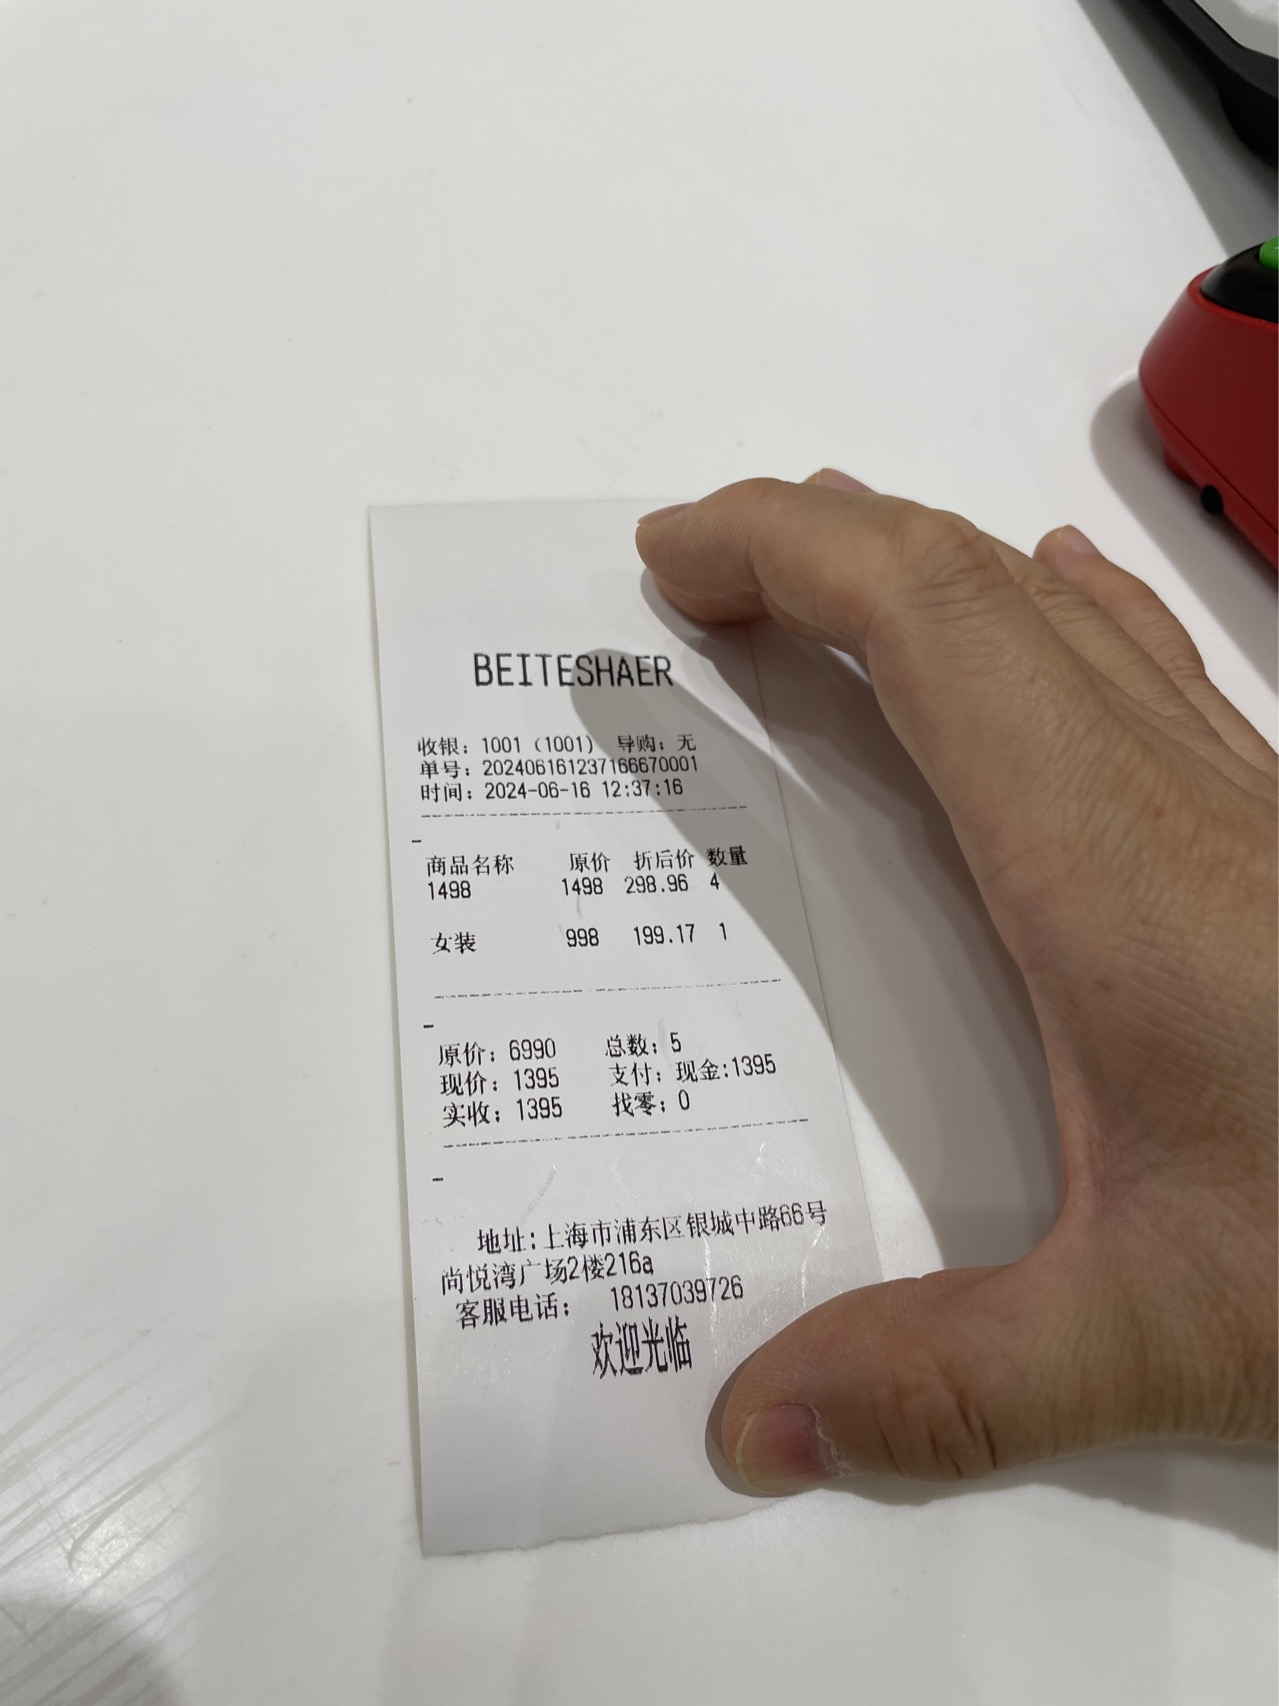 BEITESHAER
收银：1001（1001） 导购：无
单号：202406161237166670001
时间：2024-06-16 12:37:16
商品名称 原价 折后价 数量
1498 1498 298.96 4
女装 998 199.17 1
原价：6990 总数：5
现价：1395 支付：现金:1395
实收：1395 找零：0
地址:上海市浦东区银城中路66号
尚悦湾广场2楼216a
客服电话： 18137039726
欢迎光临